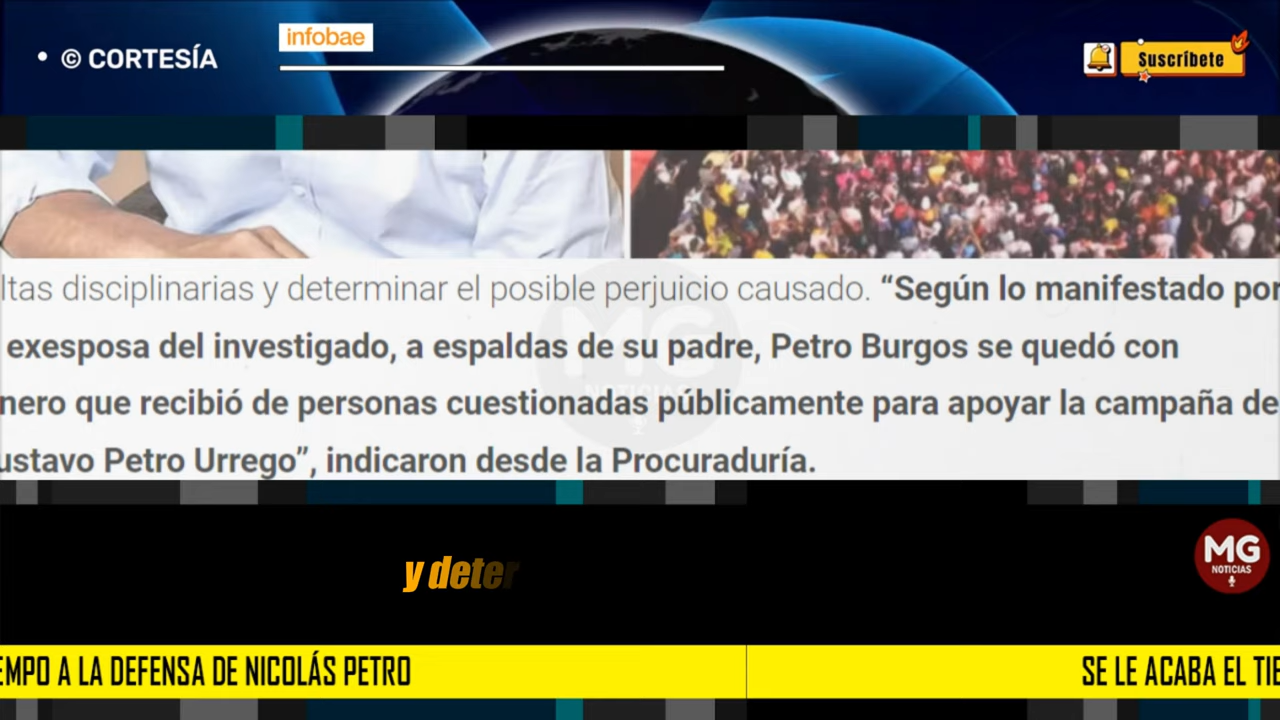 • © CORTESÍA
infobae
Suscríbete
ltas disciplinarias y determinar el posible perjuicio causado. “Según lo manifestado por
exesposa del investigado, a espaldas de su padre, Petro Burgos se quedó con
nero que recibió de personas cuestionadas públicamente para apoyar la campaña de
ustavo Petro Urrego”, indicaron desde la Procuraduría.
MG
NOTICIAS
y deter
MG
NOTICIAS
EMPO A LA DEFENSA DE NICOLÁS PETRO
SE LE ACABA EL TIE